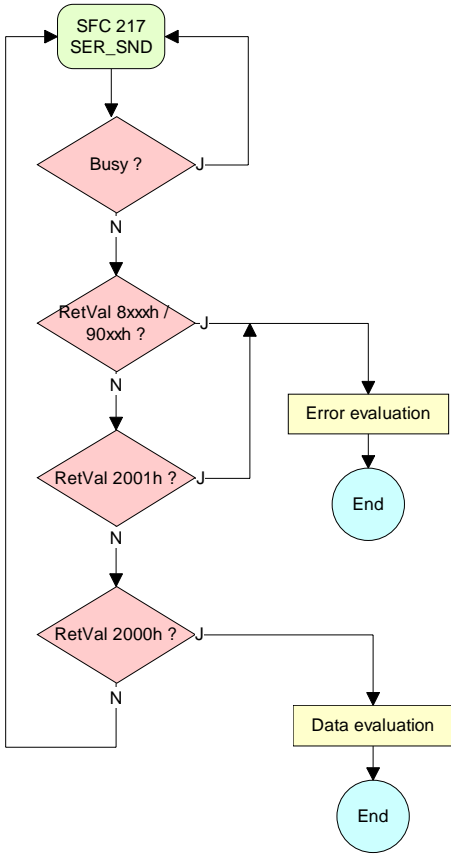 SFC 217
SER_SND
Busy ?
J
N
RetVal 8xxxh /
90xxh ?
J
N
Error evaluation
RetVal 2001h ?
J
End
N
RetVal 2000h ?
J
N
Data evaluation
End